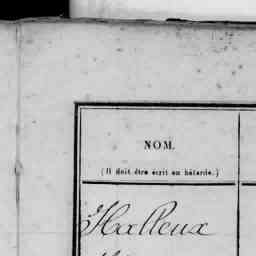 NOM.
(Il doit être écrit en bâtarde.)
Halleux